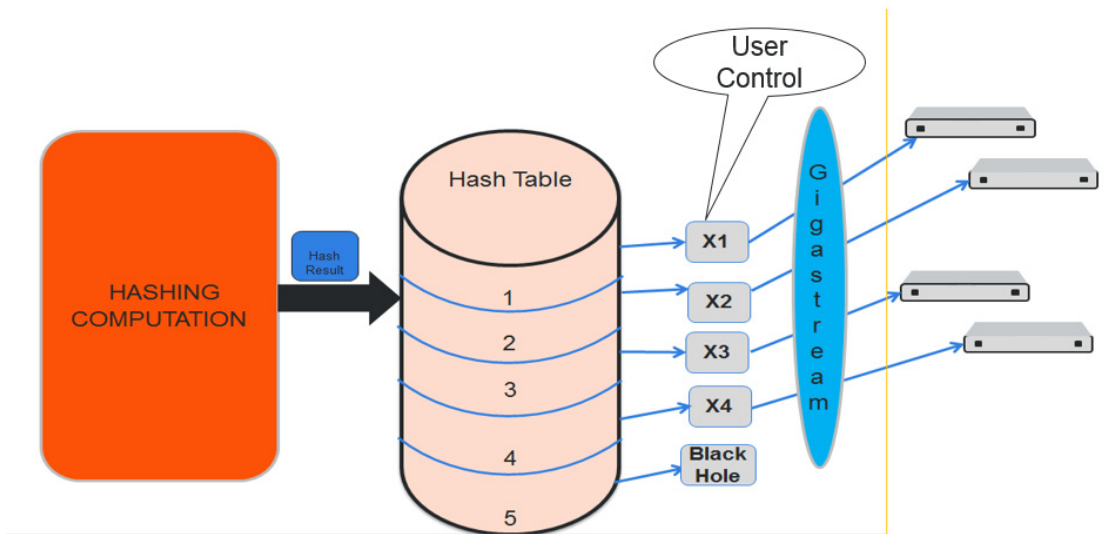 HASHING
COMPUTATION
Hash
Result
Hash Table
1
2
3
4
5
User
Control
X1
X2
X3
X4
Black
Hole
Gigastream